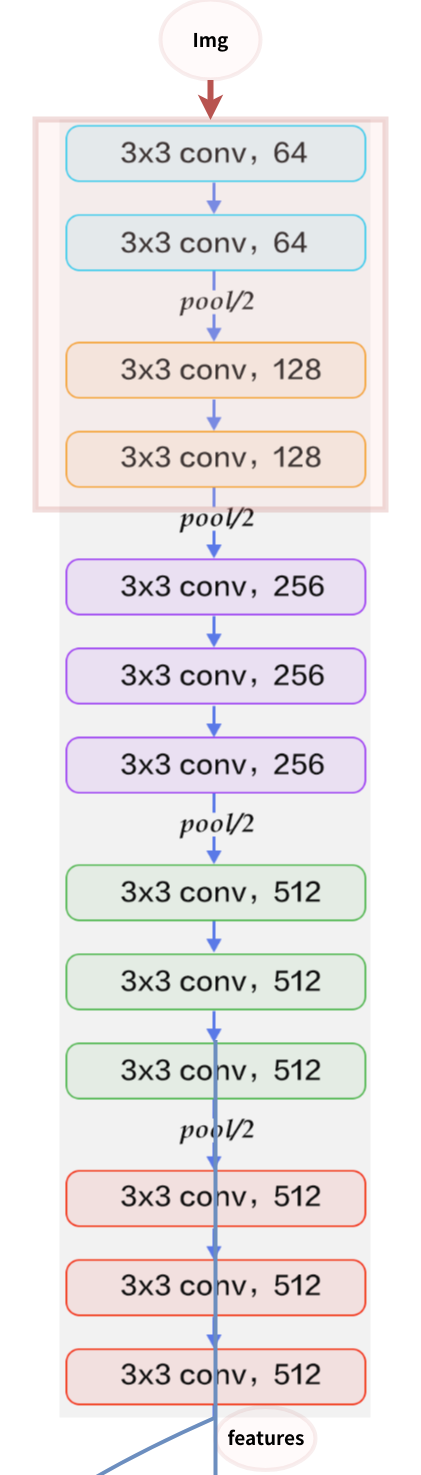 Img
3x3 conv, 64
3x3 conv, 64
pool/2
3x3 conv, 128
3x3 conv, 128
pool/2
3x3 conv, 256
3x3 conv, 256
3x3 conv, 256
pool/2
3x3 conv, 512
3x3 conv, 512
3x3 conv, 512
pool/2
3x3 conv, 512
3x3 conv, 512
3x3 conv, 512
features